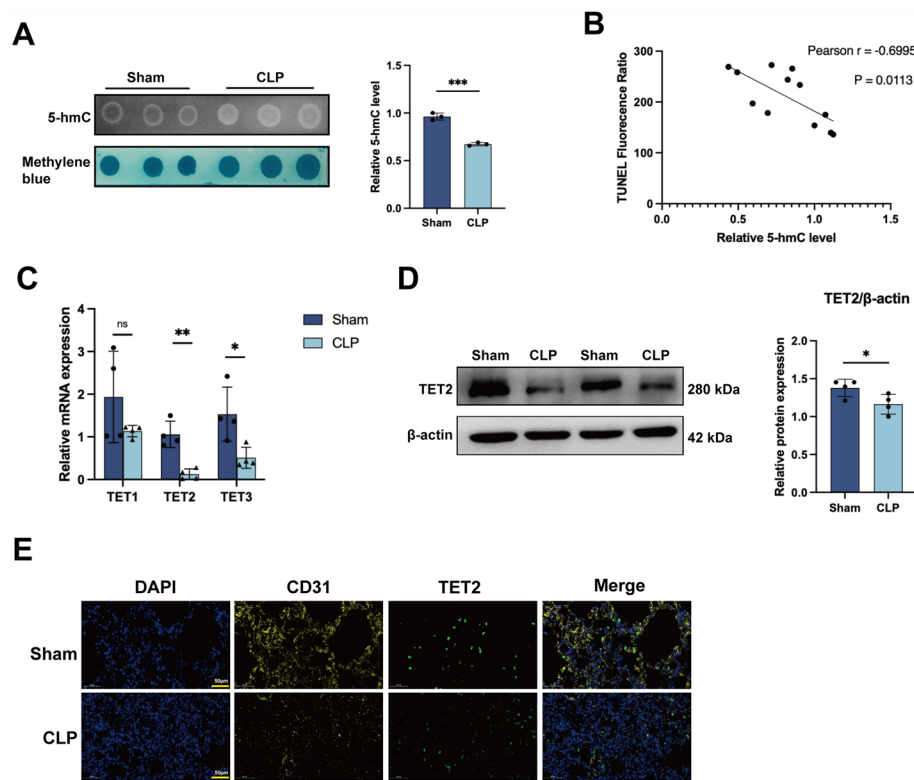 A
Sham CLP
5-hmC
Methylene
blue
Relative 5-hmC level
1.5
1.0
0.5
0.0
***
Sham CLP
B
Pearson r = -0.6995
P = 0.0113
TUNEL Fluorescence Ratio
300
200
100
0
0.0 0.5 1.0 1.5
Relative 5-hmC level
C
Relative mRNA expression
4
3
2
1
0
ns
**
*
TET1 TET2 TET3
Sham
CLP
D
Sham CLP Sham CLP
TET2 280 kDa
β-actin 42 kDa
TET2/β-actin
Relative protein expression
2.0
1.5
1.0
0.5
0.0
*
Sham CLP
E
DAPI CD31 TET2 Merge
Sham
50μm
50μm
CLP
50μm
50μm